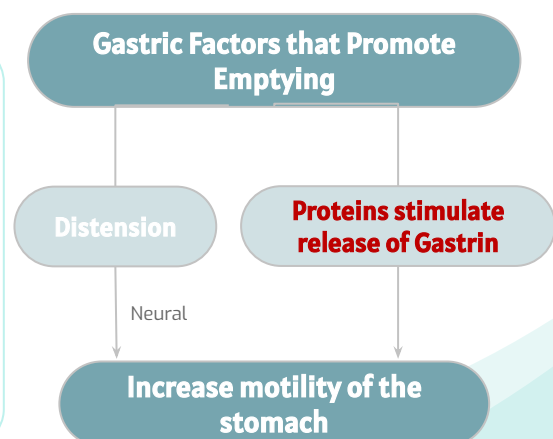 Gastric Factors that Promote
Emptying
Distension
Proteins stimulate
release of Gastrin
Neural
Increase motility of the
stomach